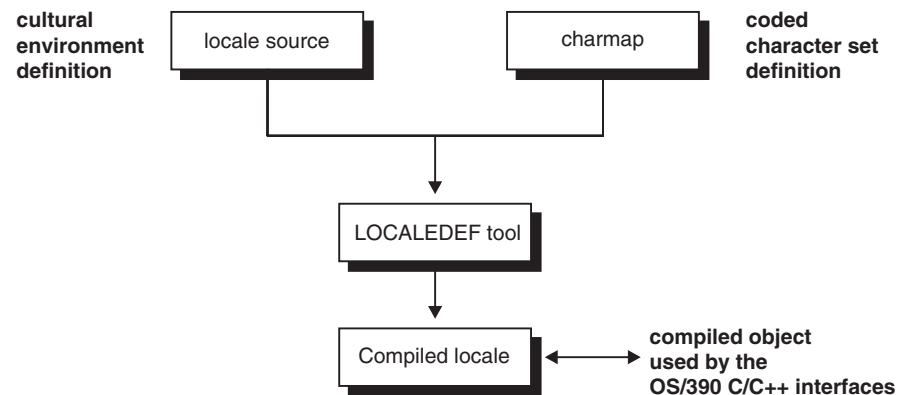 cultural
environment
definition
locale source
charmap
coded
character set
definition
LOCALEDEF tool
Compiled locale
compiled object
used by the
OS/390 C/C++ interfaces